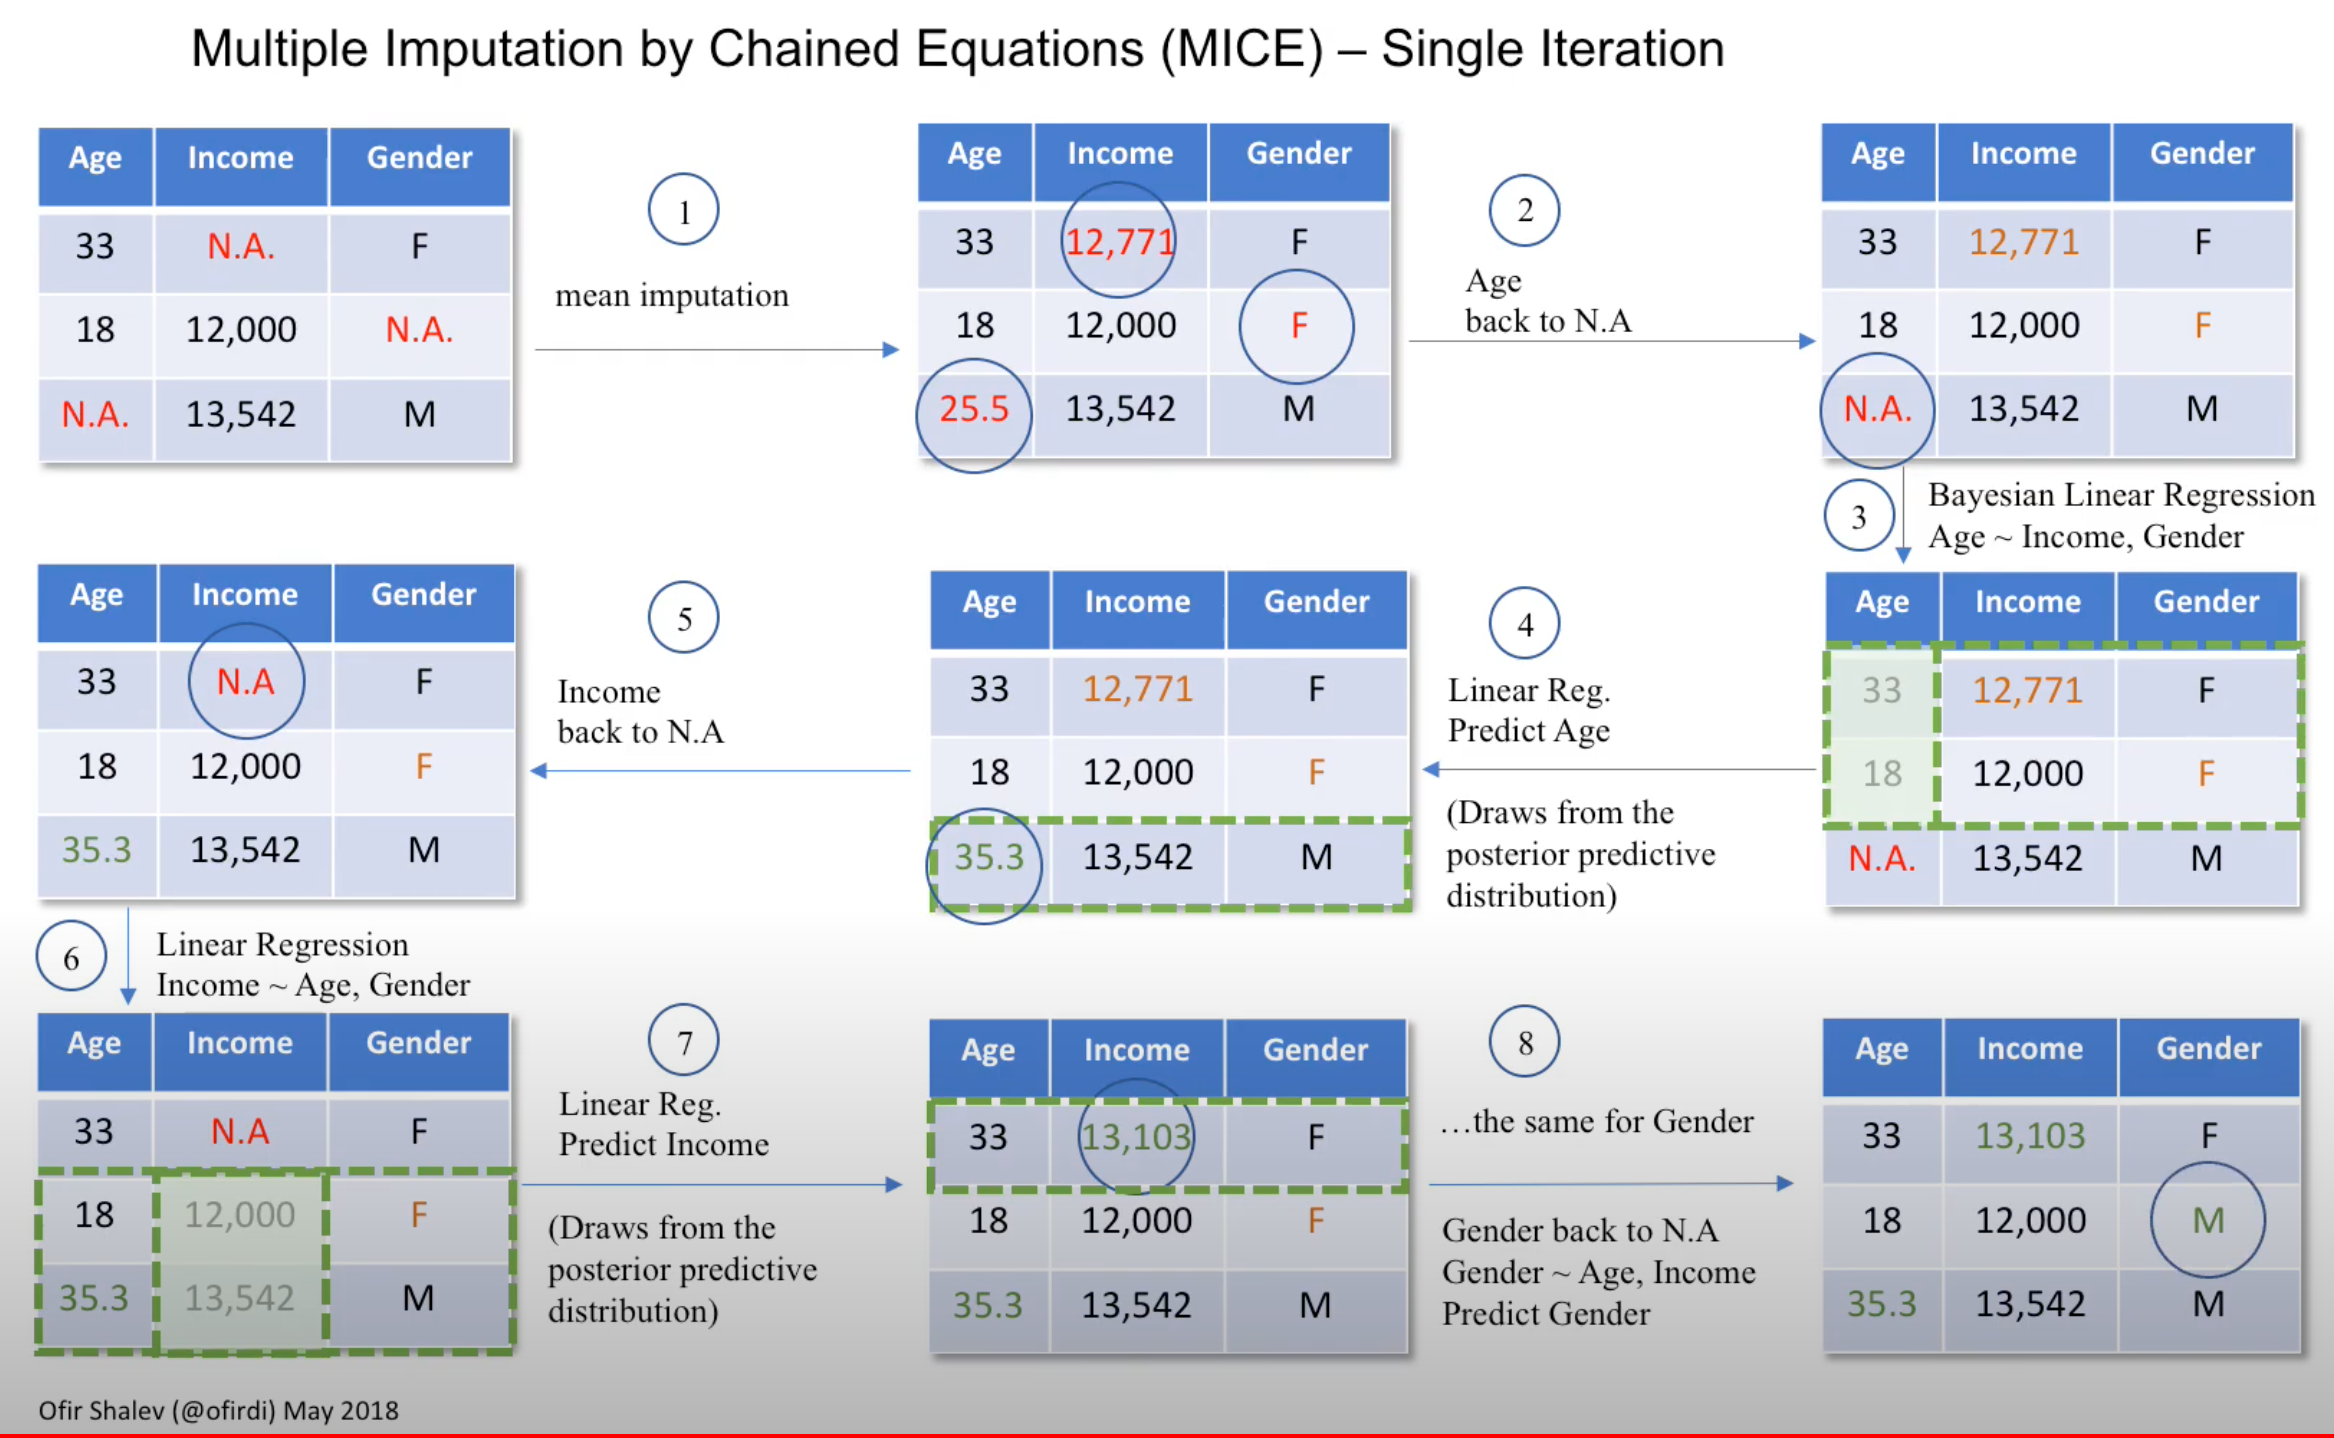 Multiple Imputation by Chained Equations (MICE) – Single Iteration
Age Income Gender
33 N.A. F
18 12,000 N.A.
N.A. 13,542 M
1
mean imputation
Age Income Gender
33 12,771 F
18 12,000 F
25.5 13,542 M
2
Age
back to N.A
Age Income Gender
33 12,771 F
18 12,000 F
N.A. 13,542 M
3
Bayesian Linear Regression
Age ~ Income, Gender
Age Income Gender
33 12,771 F
18 12,000 F
N.A. 13,542 M
4
Linear Reg.
Predict Age
(Draws from the
posterior predictive
distribution)
Age Income Gender
33 12,771 F
18 12,000 F
35.3 13,542 M
5
Income
back to N.A
Age Income Gender
33 N.A F
18 12,000 F
35.3 13,542 M
6
Linear Regression
Income ~ Age, Gender
Age Income Gender
33 N.A F
18 12,000 F
35.3 13,542 M
7
Linear Reg.
Predict Income
(Draws from the
posterior predictive
distribution)
Age Income Gender
33 13,103 F
18 12,000 F
35.3 13,542 M
8
…the same for Gender
Gender back to N.A
Gender ~ Age, Income
Predict Gender
Age Income Gender
33 13,103 F
18 12,000 M
35.3 13,542 M
Ofir Shalev (@ofirdi) May 2018